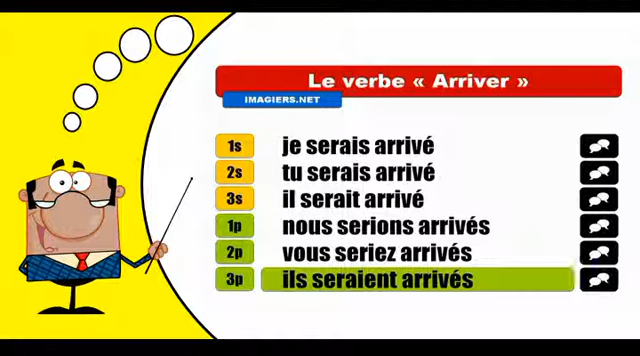 Le verbe « Arriver »
IMAGIERS.NET
1s je serais arrivé
2s tu serais arrivé
3s il serait arrivé
1p nous serions arrivés
2p vous seriez arrivés
3p ils seraient arrivés